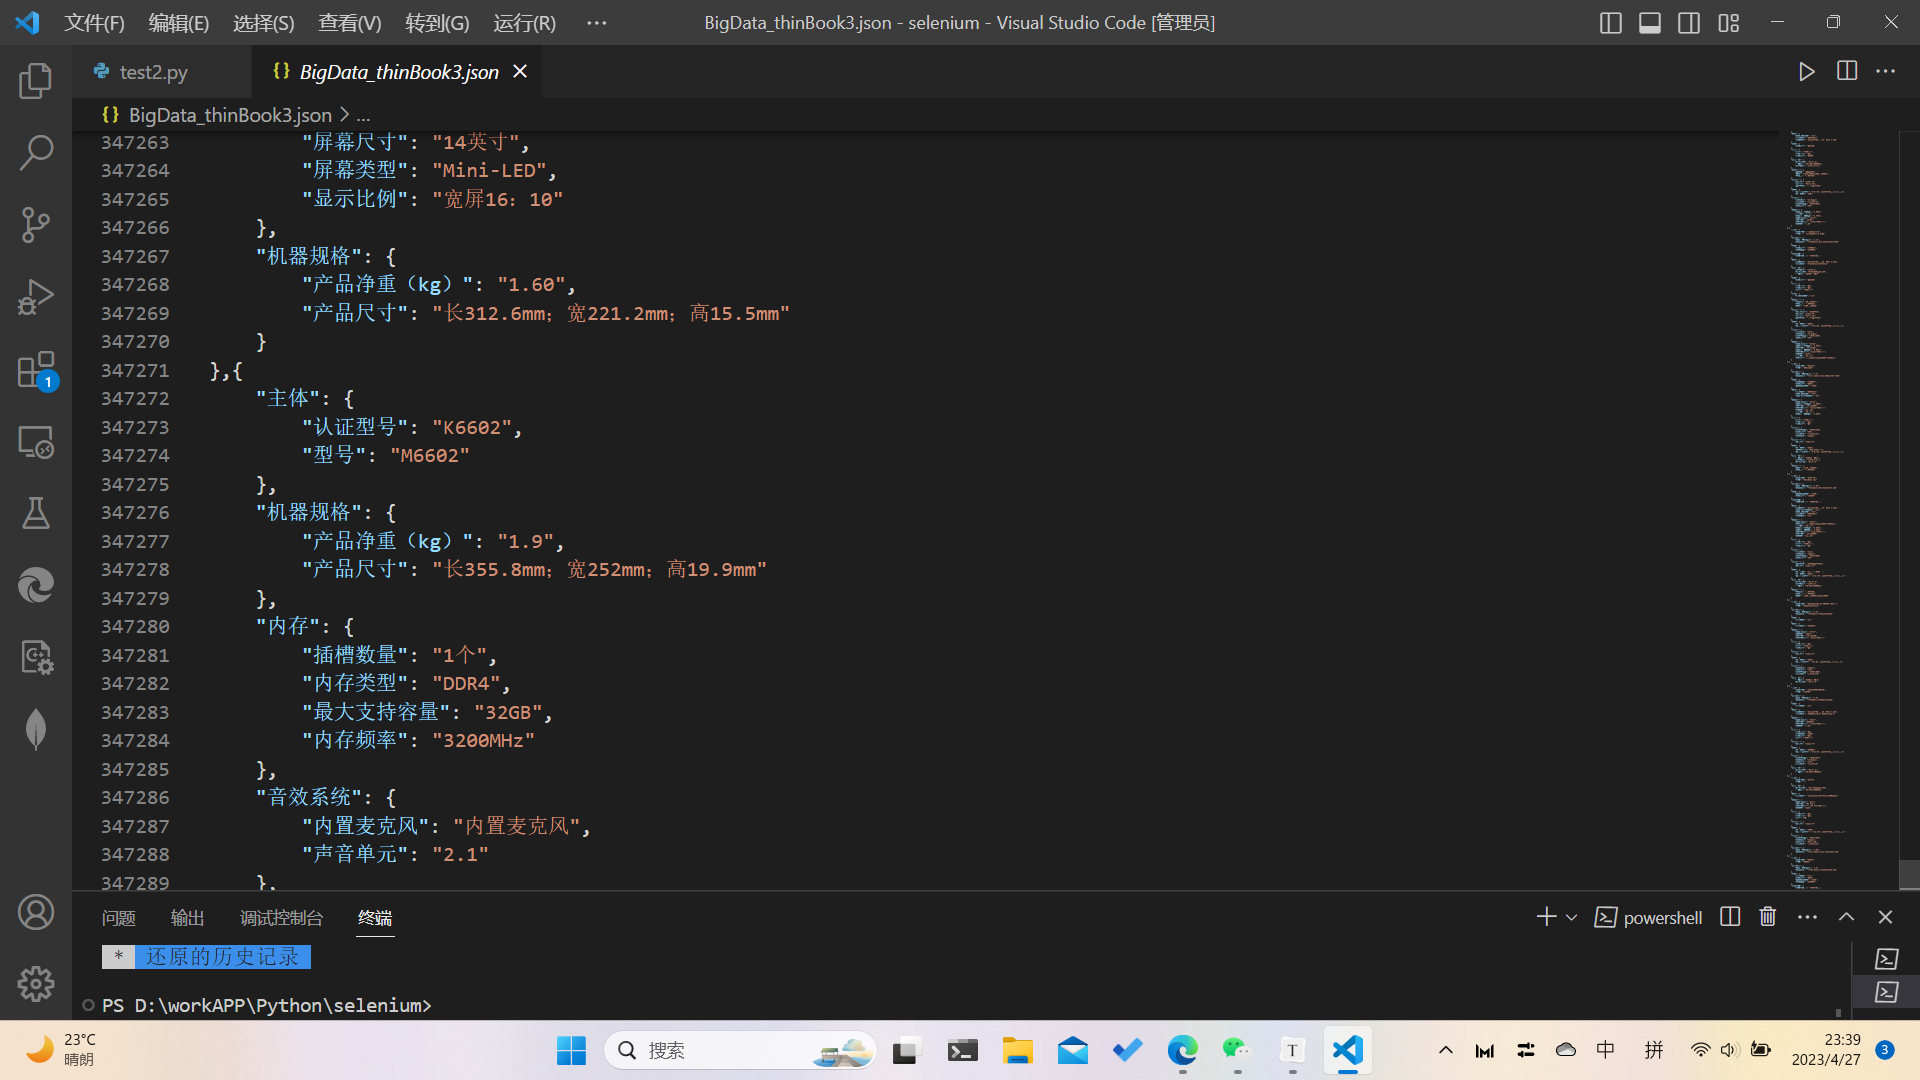 文件(F) 编辑(E) 选择(S) 查看(V) 转到(G) 运行(R) ··· BigData_thinBook3.json - selenium - Visual Studio Code [管理员]
test2.py {} BigData_thinBook3.json
{} BigData_thinBook3.json > ...
347263 "屏幕尺寸": "14英寸",
347264 "屏幕类型": "Mini-LED",
347265 "显示比例": "宽屏16：10"
347266 },
347267 "机器规格": {
347268 "产品净重（kg）": "1.60",
347269 "产品尺寸": "长312.6mm；宽221.2mm；高15.5mm"
347270 }
347271 },{
347272 "主体": {
347273 "认证型号": "K6602",
347274 "型号": "M6602"
347275 },
347276 "机器规格": {
347277 "产品净重（kg）": "1.9",
347278 "产品尺寸": "长355.8mm；宽252mm；高19.9mm"
347279 },
347280 "内存": {
347281 "插槽数量": "1个",
347282 "内存类型": "DDR4",
347283 "最大支持容量": "32GB",
347284 "内存频率": "3200MHz"
347285 },
347286 "音效系统": {
347287 "内置麦克风": "内置麦克风",
347288 "声音单元": "2.1"
347289 },
1
问题 输出 调试控制台 终端 powershell
* 还原的历史记录
PS D:\workAPP\Python\selenium>
23°C
晴朗
搜索
T
中 拼
23:39
2023/4/27
3